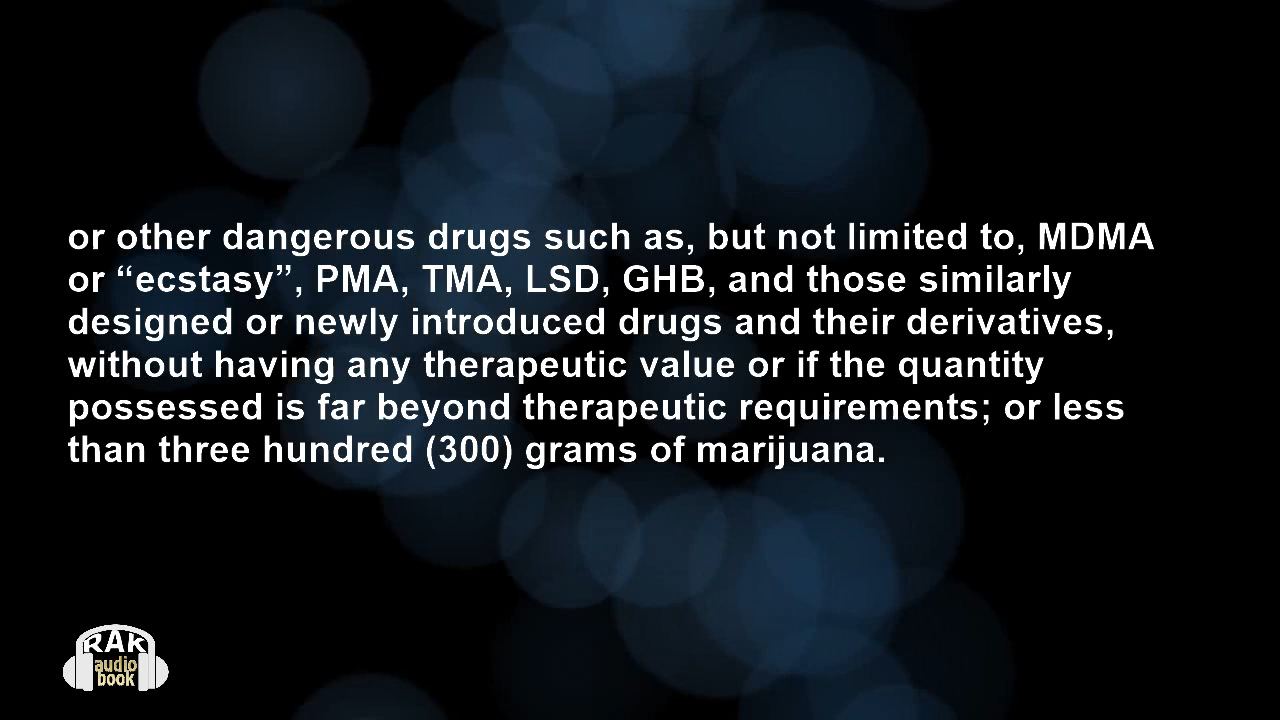 or other dangerous drugs such as, but not limited to, MDMA
or “ecstasy”, PMA, TMA, LSD, GHB, and those similarly
designed or newly introduced drugs and their derivatives,
without having any therapeutic value or if the quantity
possessed is far beyond therapeutic requirements; or less
than three hundred (300) grams of marijuana.
RAK
audio
book